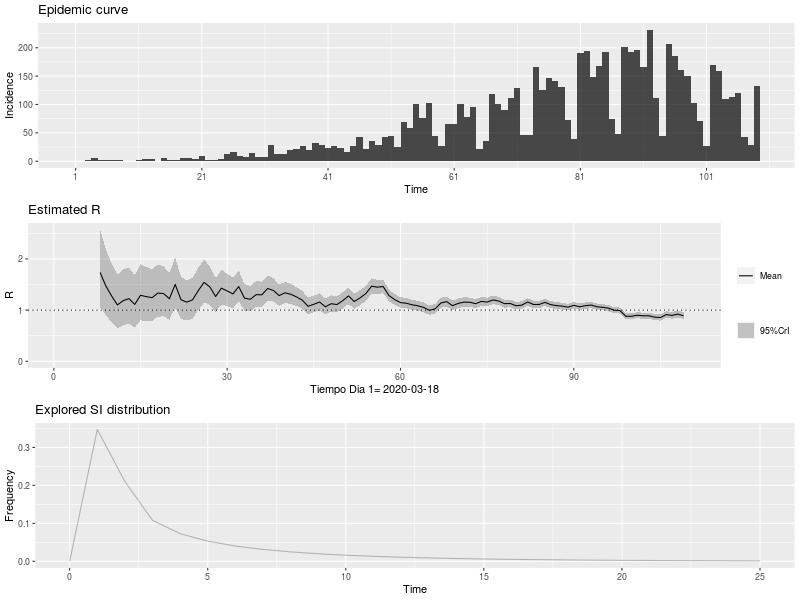 Epidemic curve
Incidence
200
150
100
50
0
1
21
41
61
81
101
Time
Estimated R
R
2
1
0
0
30
60
90
Tiempo Dia 1= 2020-03-18
Mean
95%CrI
Explored SI distribution
Frequency
0.3
0.2
0.1
0.0
0
5
10
15
20
25
Time